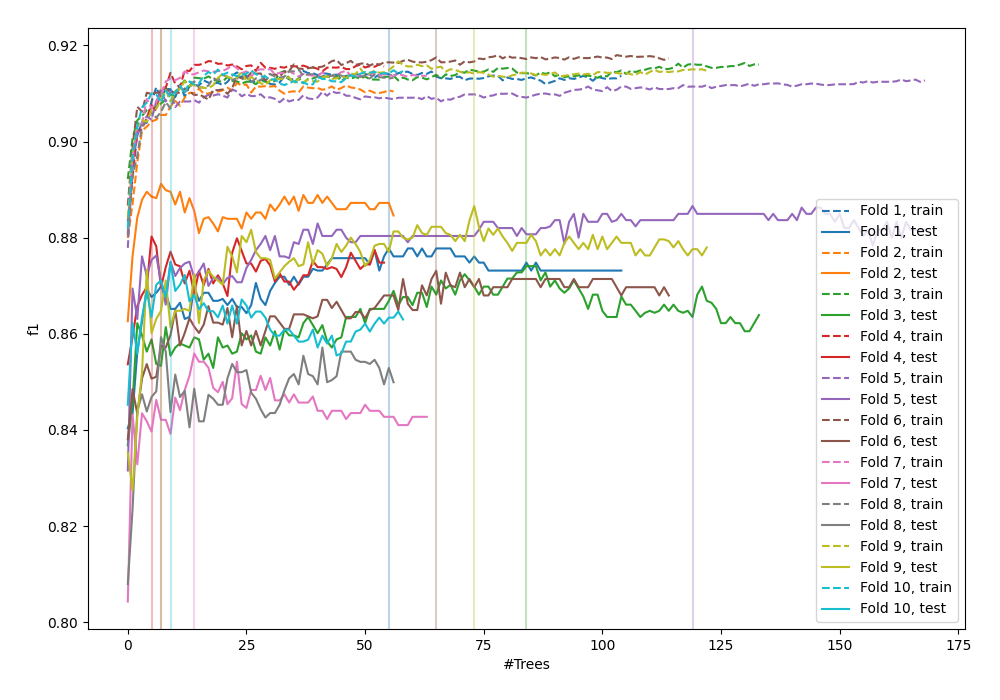 0.92
0.90
0.88
0.86
0.84
0.82
0.80
f1
0
25
50
75
100
125
150
175
#Trees
Fold 1, train
Fold 1, test
Fold 2, train
Fold 2, test
Fold 3, train
Fold 3, test
Fold 4, train
Fold 4, test
Fold 5, train
Fold 5, test
Fold 6, train
Fold 6, test
Fold 7, train
Fold 7, test
Fold 8, train
Fold 8, test
Fold 9, train
Fold 9, test
Fold 10, train
Fold 10, test